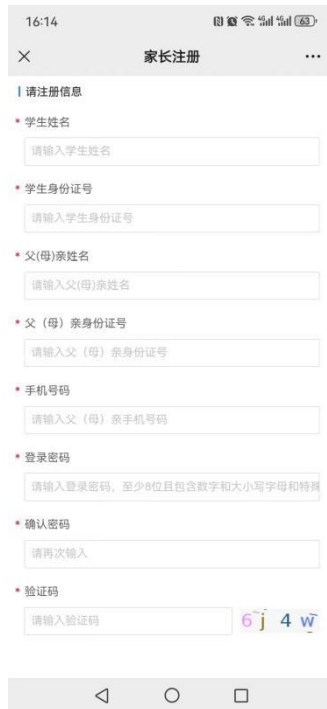 16:14
63
家长注册
请注册信息
* 学生姓名
请输入学生姓名
* 学生身份证号
请输入学生身份证号
* 父(母)亲姓名
请输入父(母)亲姓名
* 父（母）亲身份证号
请输入父（母）亲身份证号
* 手机号码
请输入父（母）亲手机号码
* 登录密码
请输入登录密码，至少8位且包含数字和大小写字母和特殊
* 确认密码
请再次输入
* 验证码
请输入验证码
6j4w